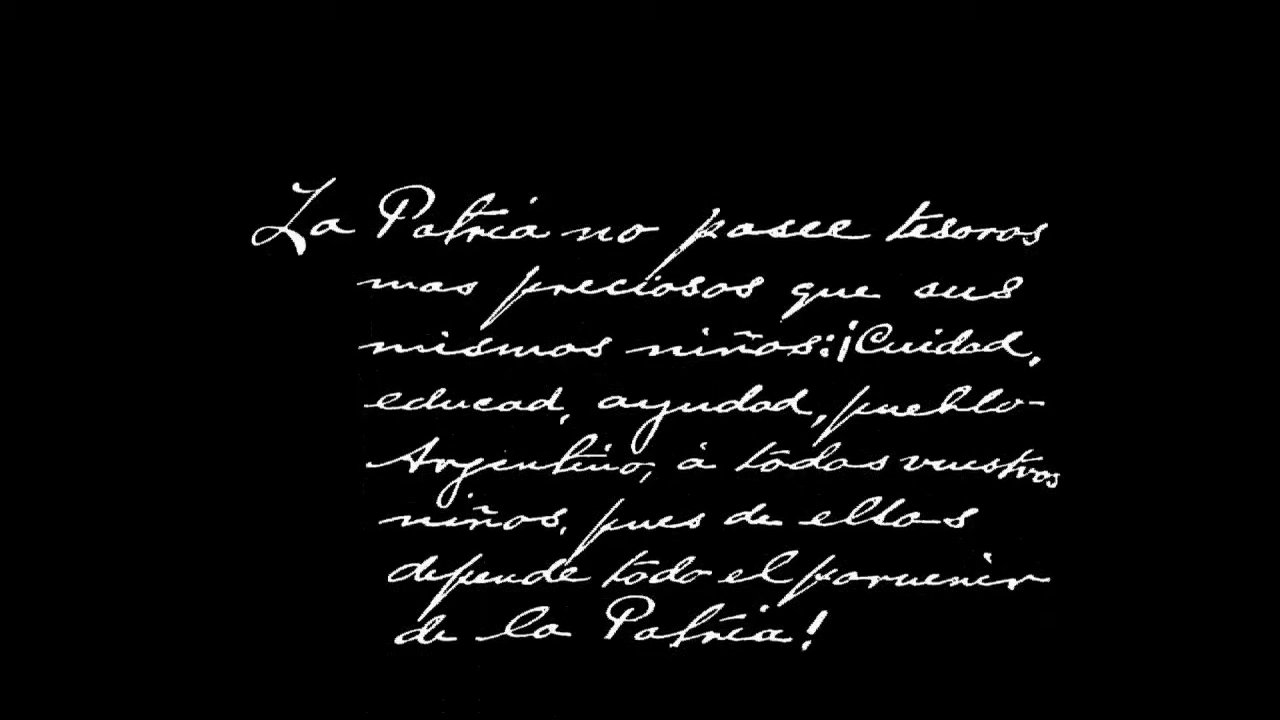 La Patria no posee tesoros
mas preciosos que sus
mismos niños: ¡Cuidad,
educad, ayudad, pueblo
Argentino, á todos vuestros
niños, pues de ellos
depende todo el porvenir
de la Patria!